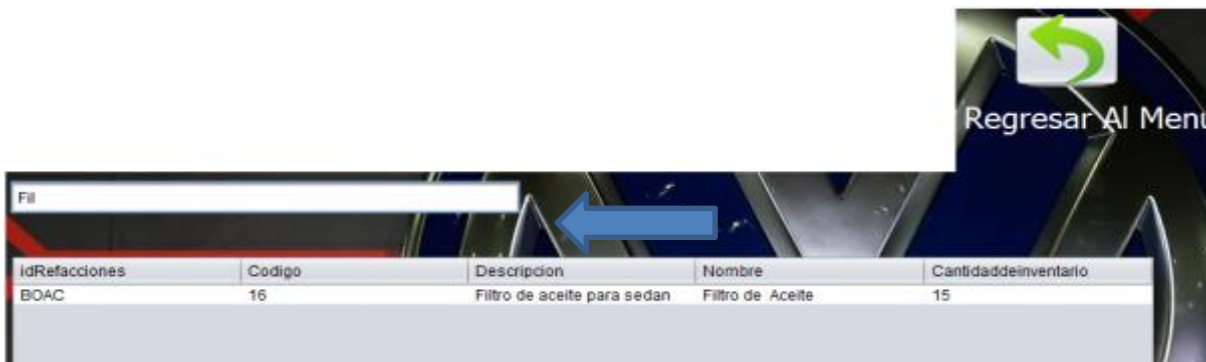 Regresar Al Menu
Fil
idRefacciones Codigo Descripcion Nombre Cantidaddeinventario
BOAC 16 Filtro de aceite para sedan Filtro de Aceite 15